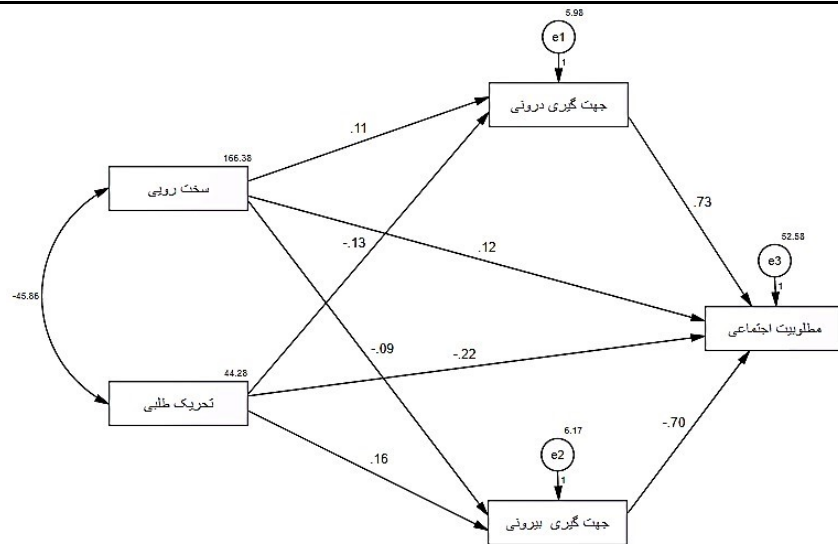 5.98
e1
1
جهت گیری درونی
.11
166.38
سخت رویی
.73
-.13
.12
52.58
e3
1
-45.86
مطلوبیت اجتماعی
-.09
-.22
44.28
تحریک طلبی
6.17
-.70
.16
e2
1
جهت گیری بیرونی